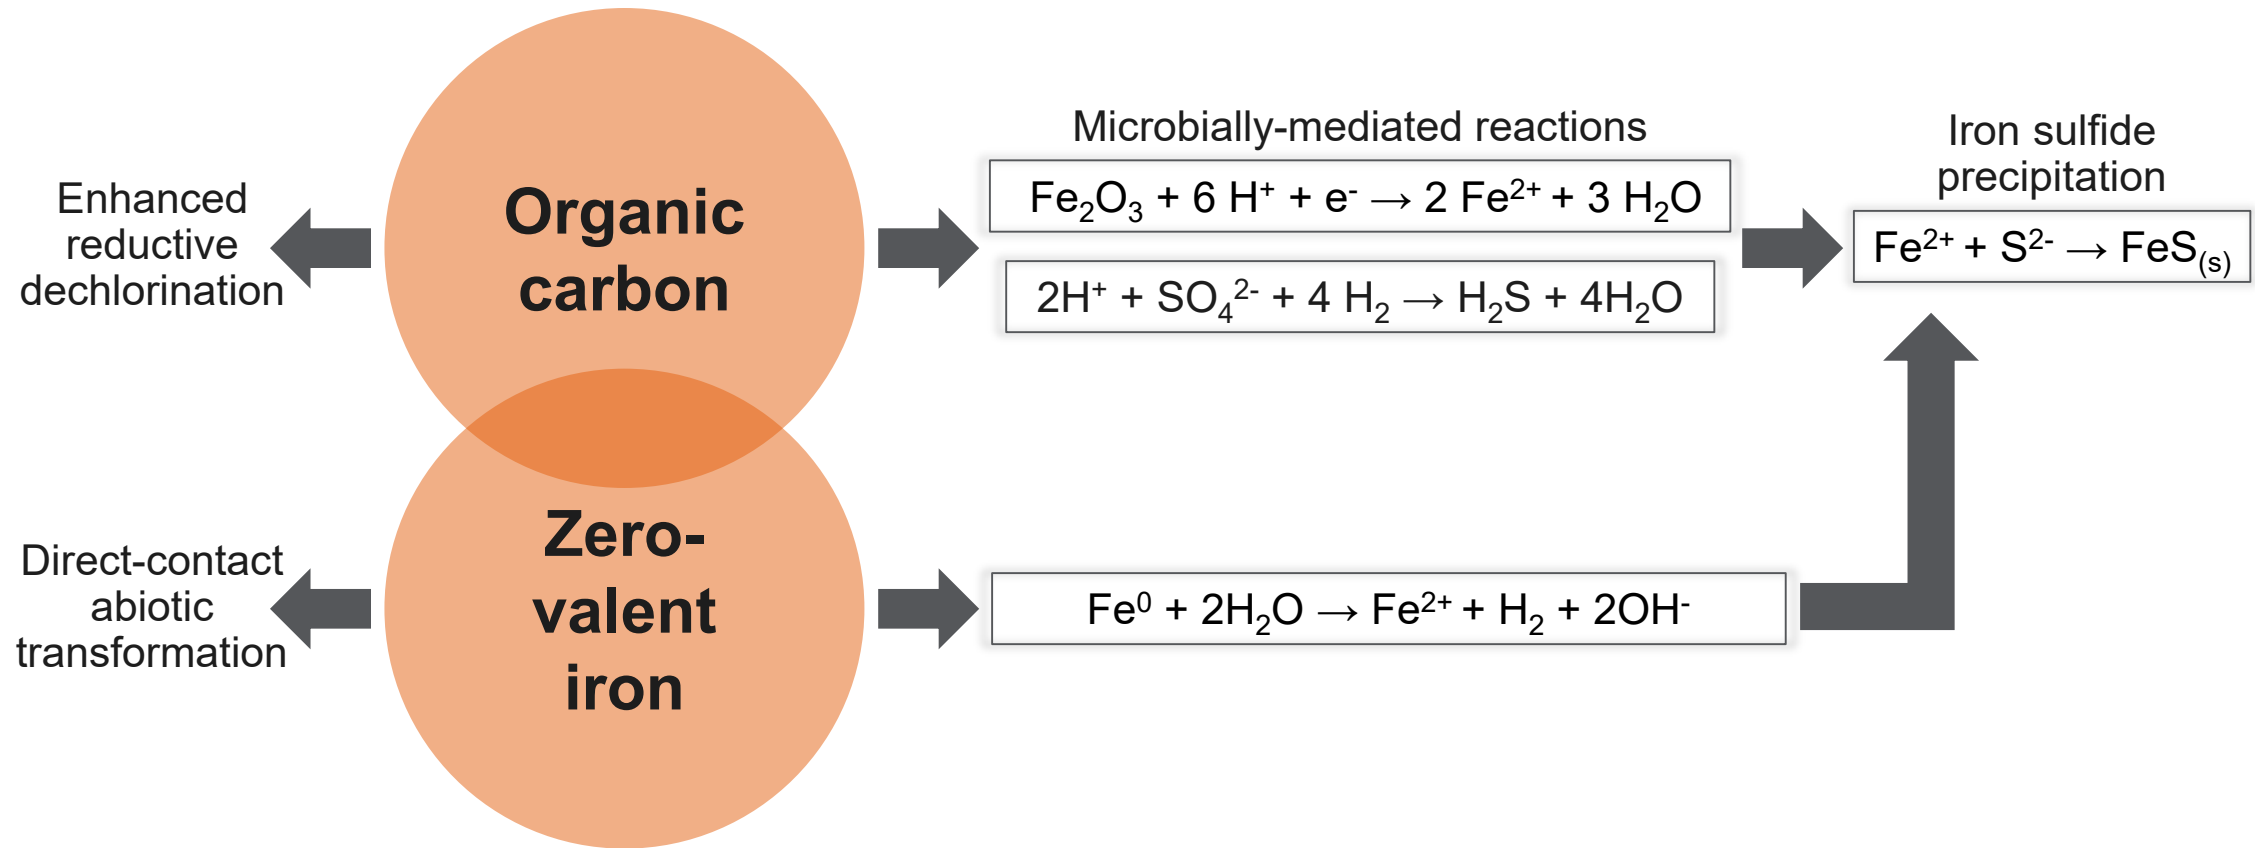 Enhanced
reductive
dechlorination
Organic
carbon
Microbially-mediated reactions
Fe₂O₃ + 6 H⁺ + e⁻ → 2 Fe²⁺ + 3 H₂O
2H⁺ + SO₄²⁻ + 4 H₂ → H₂S + 4H₂O
Iron sulfide
precipitation
Fe²⁺ + S²⁻ → FeS₍s₎
Direct-contact
abiotic
transformation
Zero-
valent
iron
Fe⁰ + 2H₂O → Fe²⁺ + H₂ + 2OH⁻